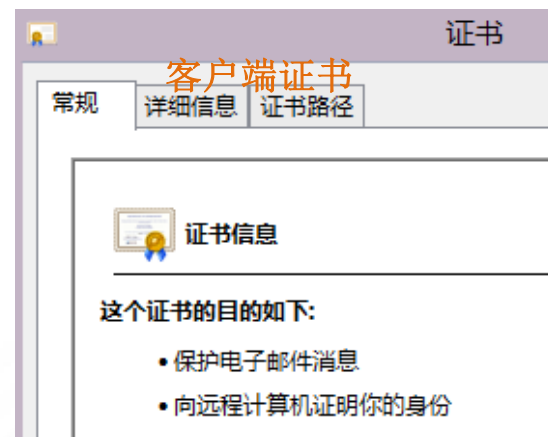 证书
客户端证书
常规 详细信息 证书路径
证书信息
这个证书的目的如下:
•保护电子邮件消息
•向远程计算机证明你的身份